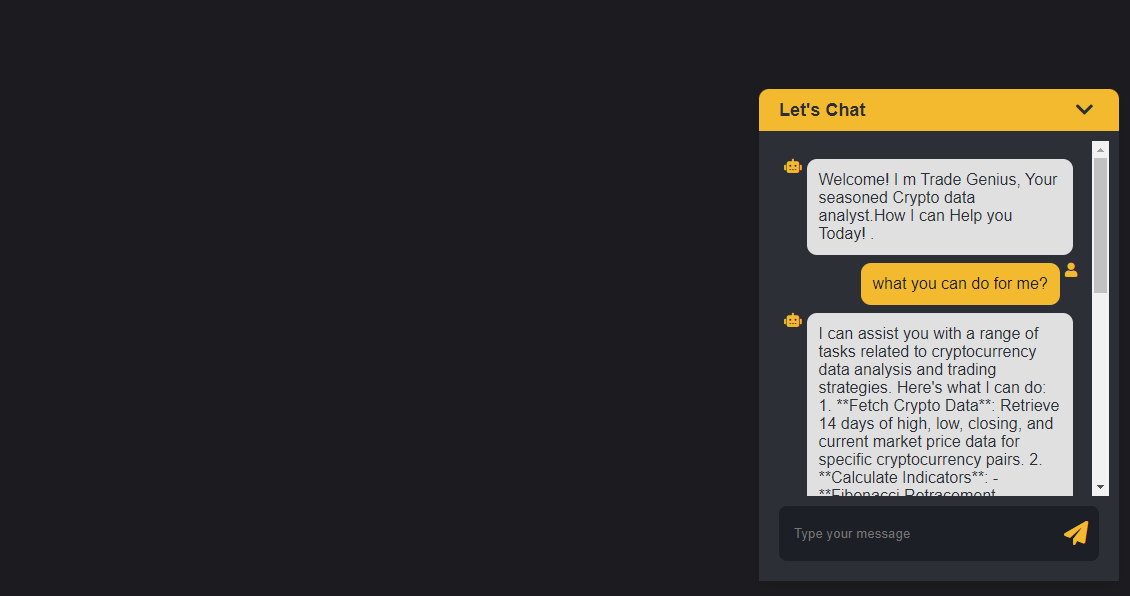 Let's Chat
Welcome! I m Trade Genius, Your
seasoned Crypto data
analyst.How I can Help you
Today! .
what you can do for me?
I can assist you with a range of
tasks related to cryptocurrency
data analysis and trading
strategies. Here's what I can do:
1. **Fetch Crypto Data**: Retrieve
14 days of high, low, closing, and
current market price data for
specific cryptocurrency pairs. 2.
**Calculate Indicators**: -
**Fibonacci Retracement
Type your message